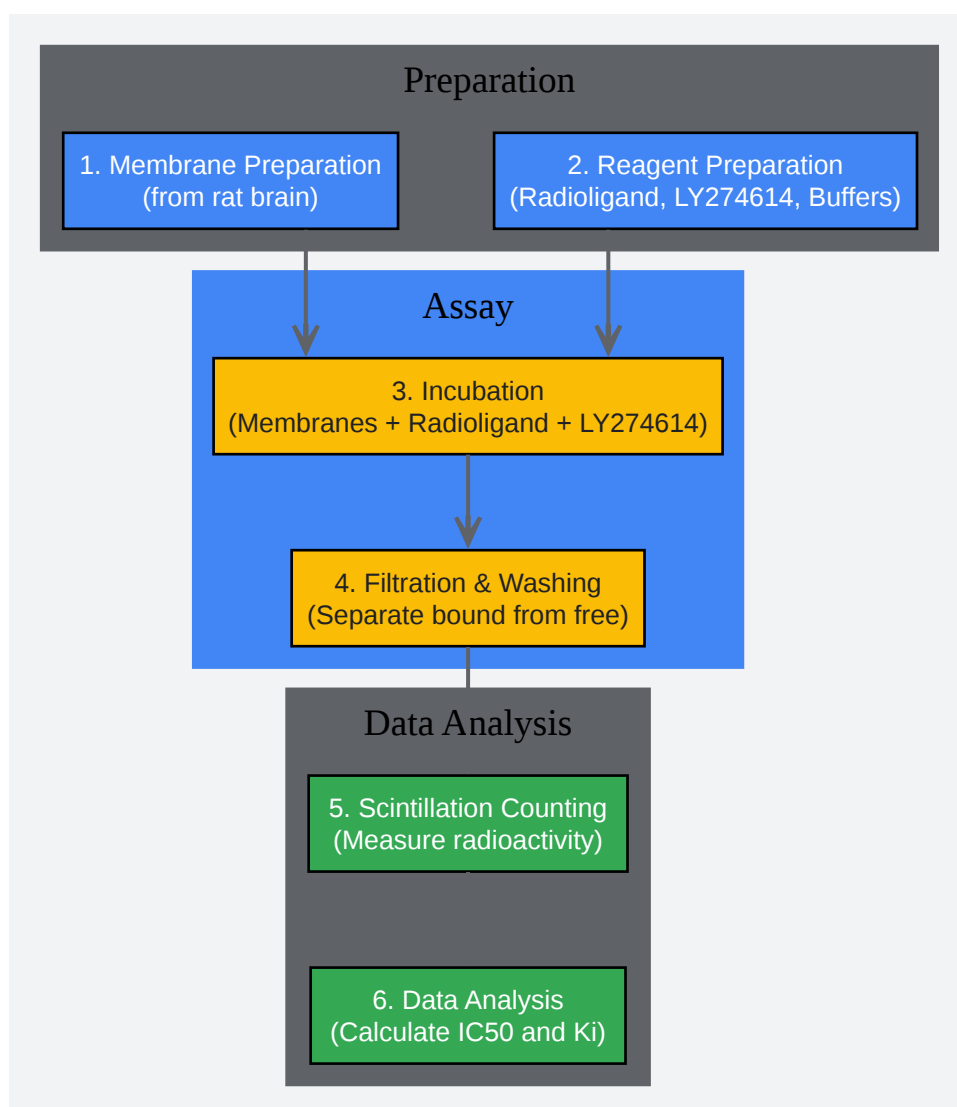 Preparation
1. Membrane Preparation
(from rat brain)
2. Reagent Preparation
(Radioligand, LY274614, Buffers)
Assay
3. Incubation
(Membranes + Radioligand + LY274614)
4. Filtration & Washing
(Separate bound from free)
Data Analysis
5. Scintillation Counting
(Measure radioactivity)
6. Data Analysis
(Calculate IC50 and Ki)